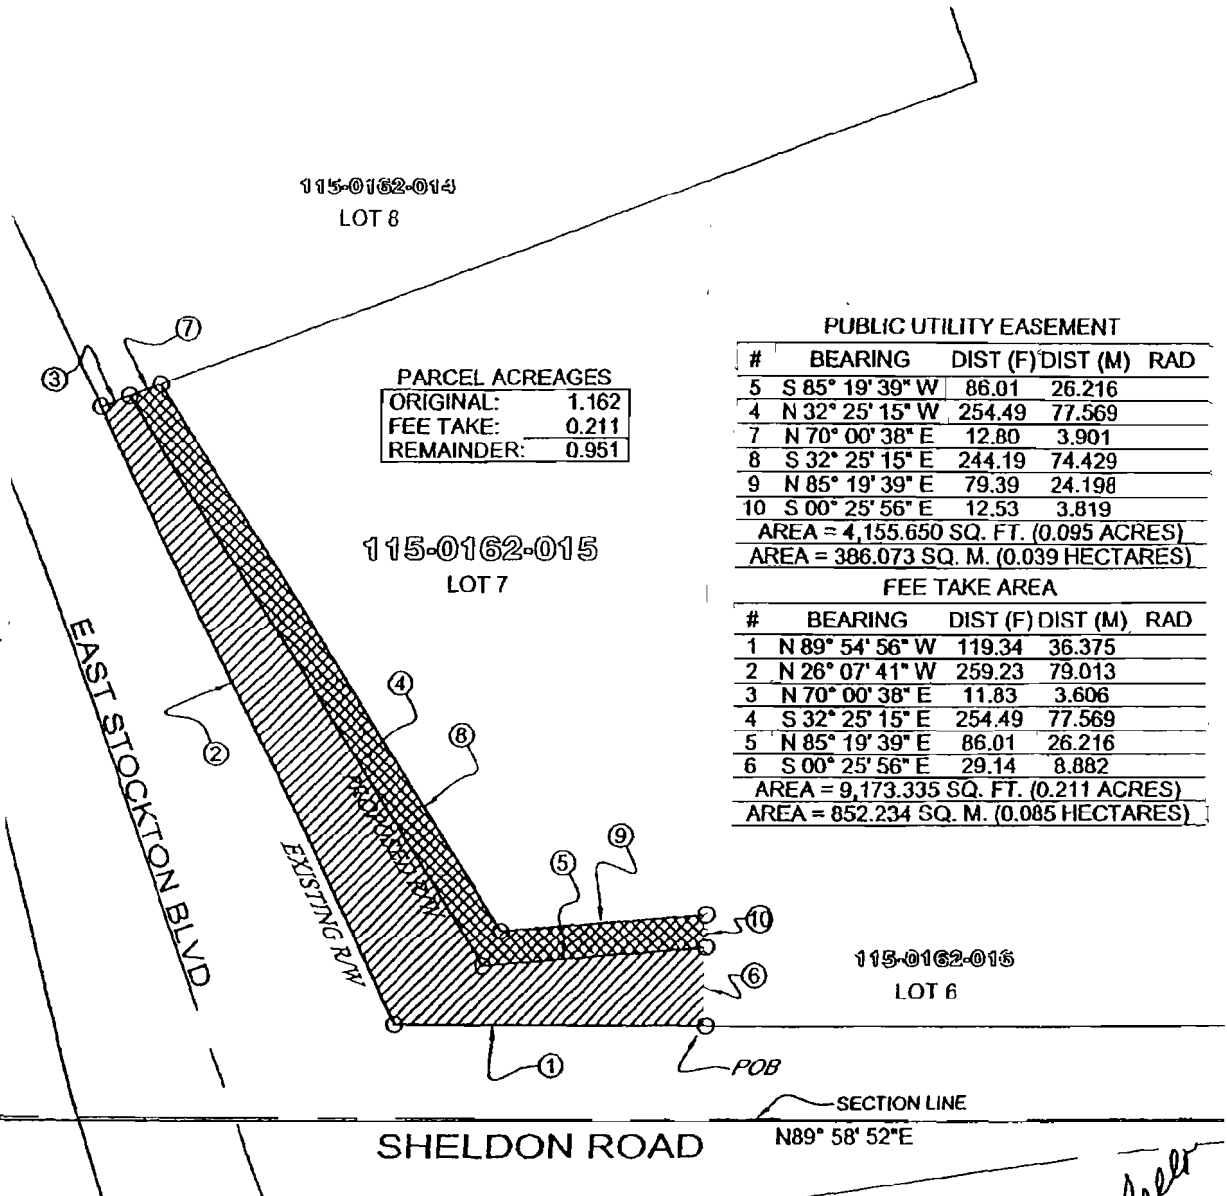 115-0162-014
LOT 8
7
3
PARCEL ACREAGES
ORIGINAL: 1.162
FEE TAKE: 0.211
REMAINDER: 0.951
115-0162-015
LOT 7
PUBLIC UTILITY EASEMENT
# BEARING DIST (F) DIST (M) RAD
5 S 85° 19' 39" W 86.01 26.216
4 N 32° 25' 15" W 254.49 77.569
7 N 70° 00' 38" E 12.80 3.901
8 S 32° 25' 15" E 244.19 74.429
9 N 85° 19' 39" E 79.39 24.198
10 S 00° 25' 56" E 12.53 3.819
AREA = 4,155.650 SQ. FT. (0.095 ACRES)
AREA = 386.073 SQ. M. (0.039 HECTARES)
FEE TAKE AREA
# BEARING DIST (F) DIST (M) RAD
1 N 89° 54' 56" W 119.34 36.375
2 N 26° 07' 41" W 259.23 79.013
3 N 70° 00' 38" E 11.83 3.606
4 S 32° 25' 15" E 254.49 77.569
5 N 85° 19' 39" E 86.01 26.216
6 S 00° 25' 56" E 29.14 8.882
AREA = 9,173.335 SQ. FT. (0.211 ACRES)
AREA = 852.234 SQ. M. (0.085 HECTARES)
EAST STOCKTON BLVD
4
8
2
PROPOSED R/W
EXISTING R/W
9
5
10
6
115-0162-016
LOT 6
1
POB
SECTION LINE
SHELDON ROAD
N89° 58' 52"E